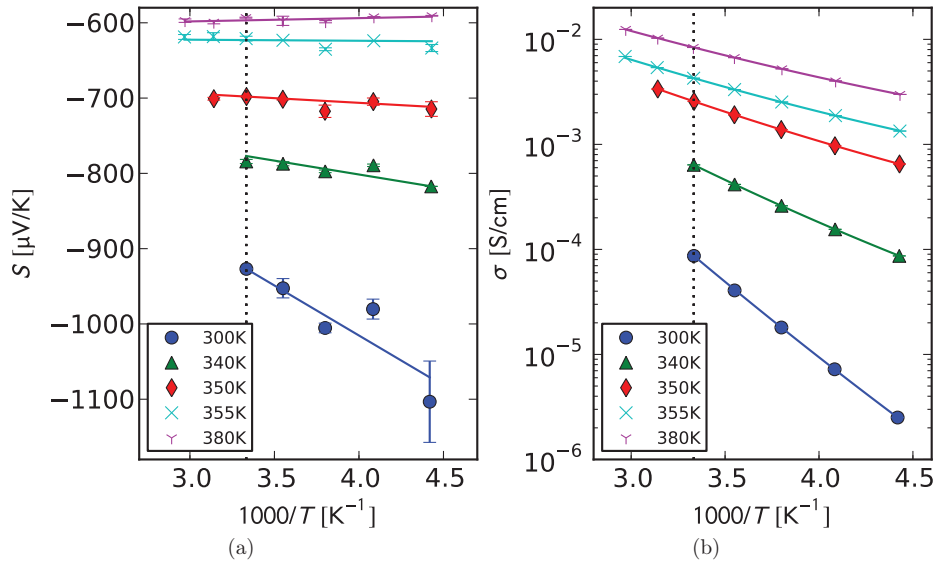 −600
−700
−800
−900
−1000
−1100
S [μV/K]
300K
340K
350K
355K
380K
3.0 3.5 4.0 4.5
1000/T [K⁻¹]
(a)
10⁻²
10⁻³
10⁻⁴
10⁻⁵
10⁻⁶
σ [S/cm]
300K
340K
350K
355K
380K
3.0 3.5 4.0 4.5
1000/T [K⁻¹]
(b)